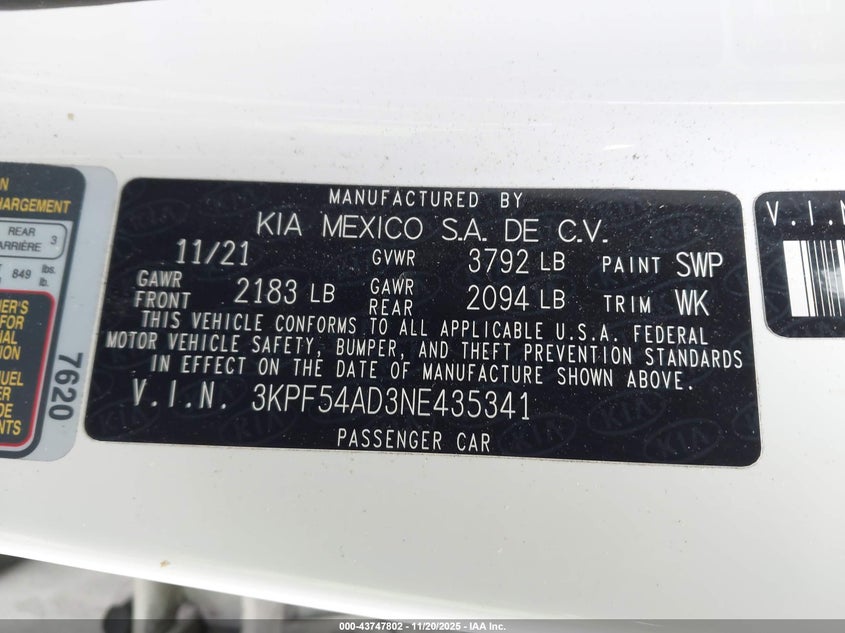 MANUFACTURED BY
KIA MEXICO S.A. DE C.V.
11/21 GVWR 3792 LB PAINT SWP
GAWR FRONT 2183 LB GAWR REAR 2094 LB TRIM WK
THIS VEHICLE CONFORMS TO ALL APPLICABLE U.S.A. FEDERAL
MOTOR VEHICLE SAFETY, BUMPER, AND THEFT PREVENTION STANDARDS
IN EFFECT ON THE DATE OF MANUFACTURE SHOWN ABOVE.
V.I.N. 3KPF54AD3NE435341
PASSENGER CAR
REAR 3
849 lbs.
FOR
7620
V.I.N
000-43747802 - 11/20/2025 - IAA Inc.